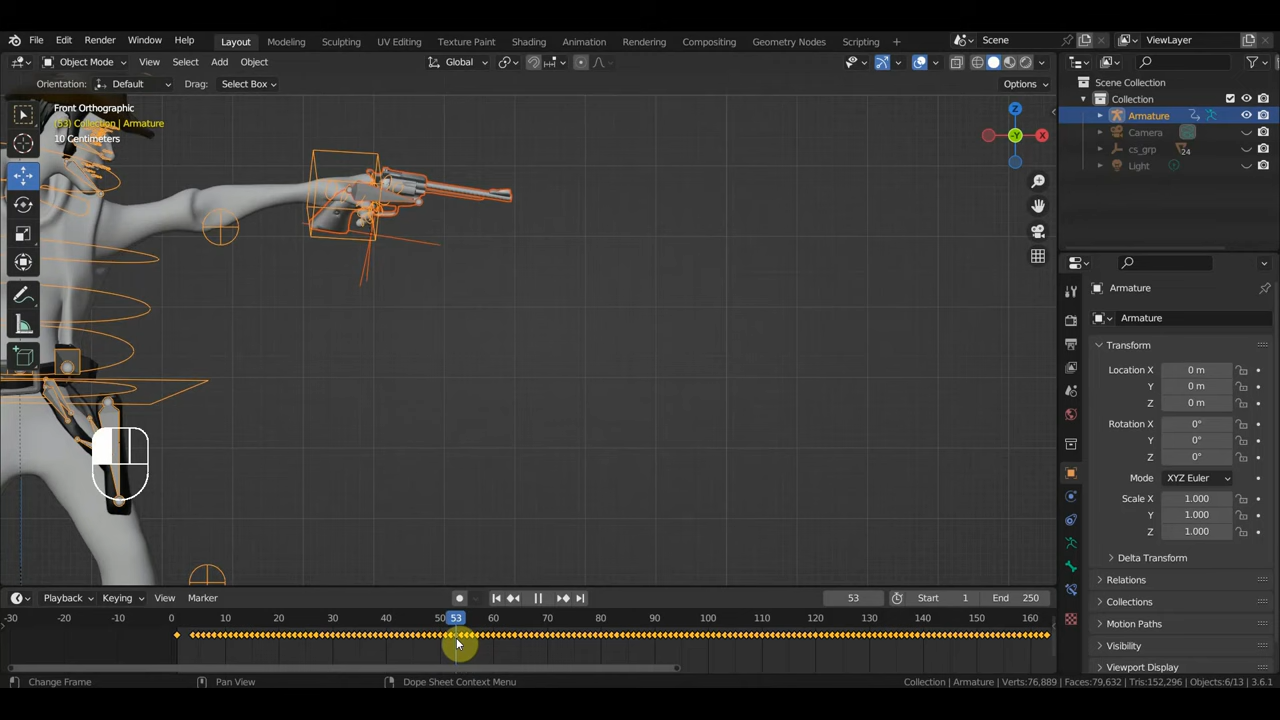 File Edit Render Window Help Layout Modeling Sculpting UV Editing Texture Paint Shading Animation Rendering Compositing Geometry Nodes Scripting + Scene ViewLayer
Object Mode View Select Add Object Global
Orientation: Default Drag: Select Box Options
Front Orthographic
(53) Collection | Armature
10 Centimeters
Z
X
-Y
Scene Collection
Collection
Armature
Camera
cs_grp 24
Light
Armature
Armature
Transform
Location X 0 m
Y 0 m
Z 0 m
Rotation X 0°
Y 0°
Z 0°
Mode XYZ Euler
Scale X 1.000
Y 1.000
Z 1.000
Delta Transform
Relations
Collections
Motion Paths
Visibility
Viewport Display
Playback Keying View Marker 53 Start 1 End 250
-30 -20 -10 0 10 20 30 40 50 53 60 70 80 90 100 110 120 130 140 150 160
Change Frame Pan View Dope Sheet Context Menu Collection | Armature | Verts:76,889 | Faces:79,632 | Tris:152,296 | Objects:6/13 | 3.6.1